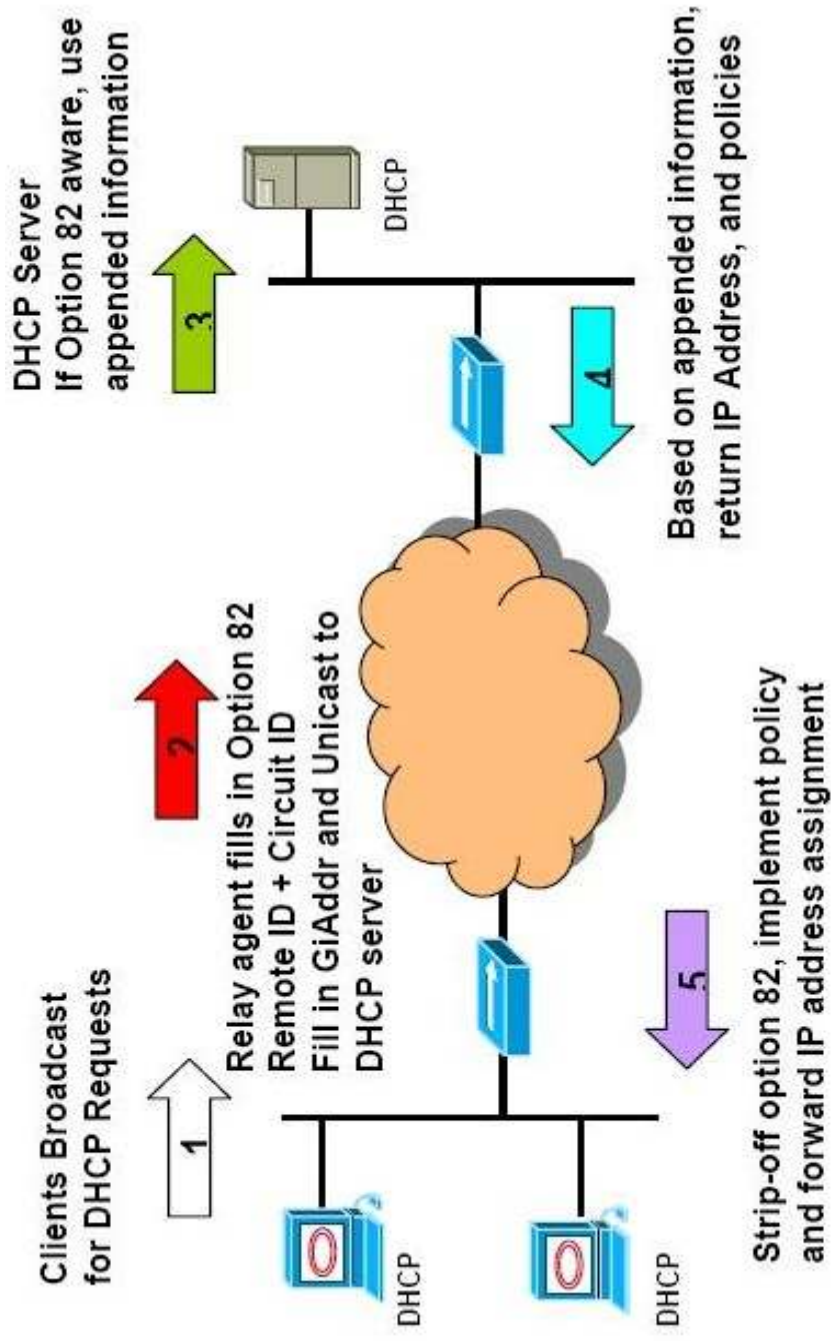 Clients Broadcast
for DHCP Requests
1
2
Relay agent fills in Option 82
Remote ID + Circuit ID
Fill in GiAddr and Unicast to
DHCP server
DHCP Server
If Option 82 aware, use
appended information
3
DHCP
DHCP
DHCP
4
Based on appended information,
return IP Address, and policies
5
Strip-off option 82, implement policy
and forward IP address assignment